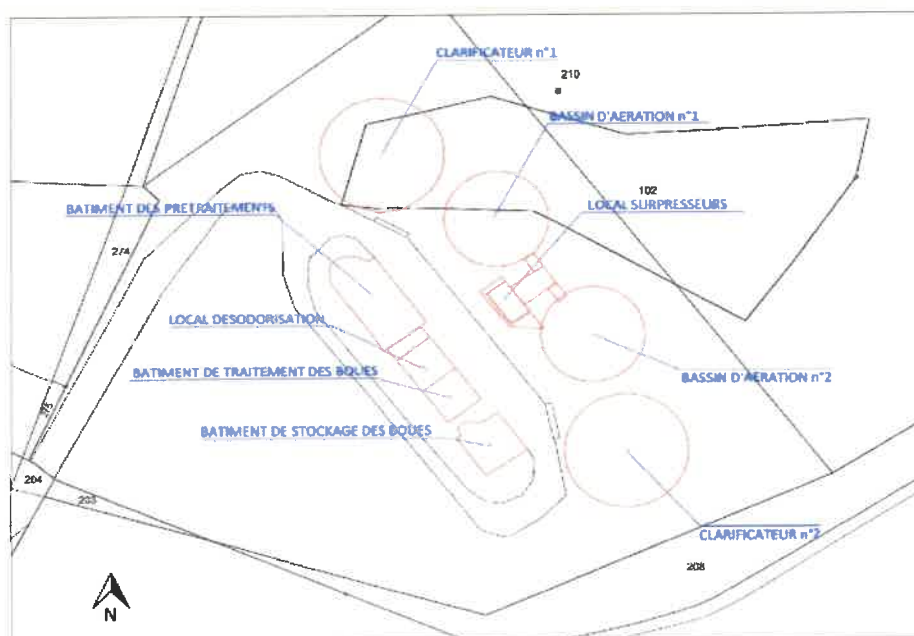 CLARIFICATEUR n°1
210
BASSIN D'AERATION n°1
102
LOCAL SURPRESSEURS
BATIMENT DES PRETRAITEMENTS
274
LOCAL DESODORISATION
BATIMENT DE TRAITEMENT DES BOUES
BASSIN D'AERATION n°2
275
BATIMENT DE STOCKAGE DES BOUES
204
203
CLARIFICATEUR n°2
208
N